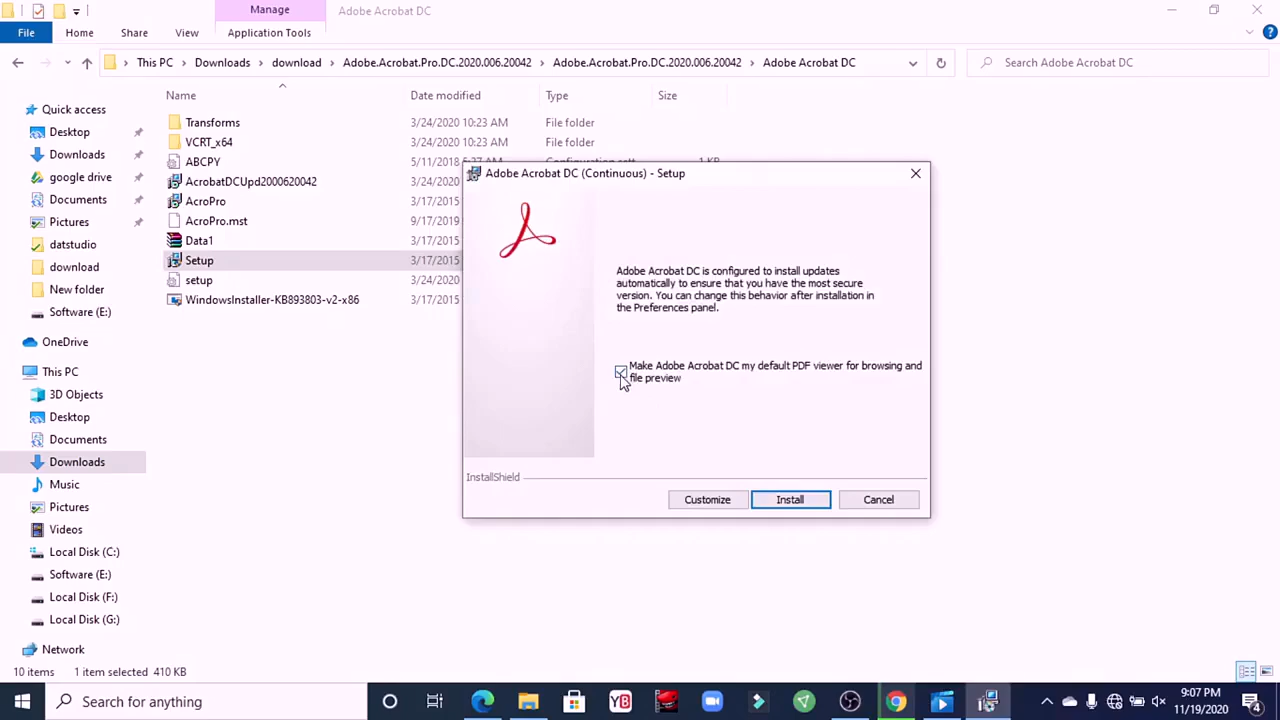 Manage
Adobe Acrobat DC
File
Home
Share
View
Application Tools
This PC
Downloads
download
Adobe.Acrobat.Pro.DC.2020.006.20042
Adobe.Acrobat.Pro.DC.2020.006.20042
Adobe Acrobat DC
Search Adobe Acrobat DC
Name
Date modified
Type
Size
Transforms 3/24/2020 10:23 AM File folder
VCRT_x64 3/24/2020 10:23 AM File folder
ABCPY 5/11/2018
AcrobatDCUpd2000620042 3/24/2020
AcroPro 3/17/2015
AcroPro.mst 9/17/2019
Data1 3/17/2015
Setup 3/17/2015
setup 3/24/2020
WindowsInstaller-KB893803-v2-x86 3/17/2015
Quick access
Desktop
Downloads
google drive
Documents
Pictures
datstudio
download
New folder
Software (E:)
OneDrive
This PC
3D Objects
Desktop
Documents
Downloads
Music
Pictures
Videos
Local Disk (C:)
Software (E:)
Local Disk (F:)
Local Disk (G:)
Network
Adobe Acrobat DC (Continuous) - Setup
Adobe Acrobat DC is configured to install updates
automatically to ensure that you have the most secure
version. You can change this behavior after installation in
the Preferences panel.
Make Adobe Acrobat DC my default PDF viewer for browsing and
file preview
InstallShield
Customize
Install
Cancel
10 items
1 item selected 410 KB
Search for anything
YB
9:07 PM
11/19/2020
4